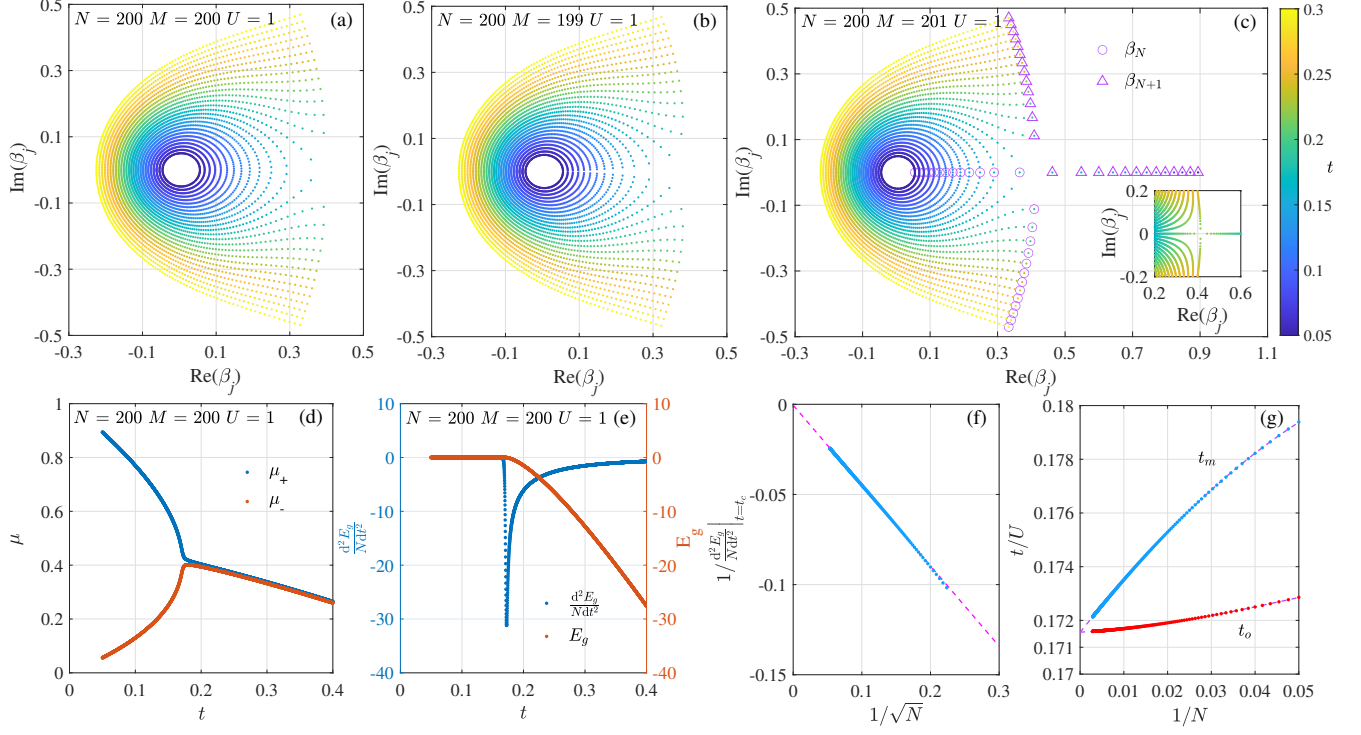 N = 200 M = 200 U = 1 (a)
0.5
0.3
0.1
-0.1
-0.3
-0.5
Im(β_j)
-0.3 -0.1 0.1 0.3 0.5
Re(β_j)
N = 200 M = 199 U = 1 (b)
0.5
0.3
0.1
-0.1
-0.3
-0.5
Im(β_j)
-0.3 -0.1 0.1 0.3 0.5
Re(β_j)
N = 200 M = 201 U = 1 (c)
β_N
β_{N+1}
0.5
0.3
0.1
-0.1
-0.3
-0.5
Im(β_j)
-0.3 -0.1 0.1 0.3 0.5 0.7 0.9 1.1
Re(β_j)
0.2
0
-0.2
Im(β_j)
0.2 0.4 0.6
Re(β_j)
0.3
0.25
0.2
0.15
0.1
0.05
t
N = 200 M = 200 U = 1 (d)
μ_+
μ_-
1
0.8
0.6
0.4
0.2
0
μ
0 0.1 0.2 0.3 0.4
t
N = 200 M = 200 U = 1 (e)
10
0
-10
-20
-30
-40
d²E_g/Ndt²
10
0
-10
-20
-30
-40
E_g
d²E_g/Ndt²
E_g
0 0.1 0.2 0.3 0.4
t
(f)
0
-0.05
-0.1
-0.15
1/d²E_g/Ndt²|_{t=t_c}
0 0.1 0.2 0.3
1/√N
(g)
0.18
0.178
0.176
0.174
0.172
0.17
t/U
t_m
t_o
0 0.01 0.02 0.03 0.04 0.05
1/N